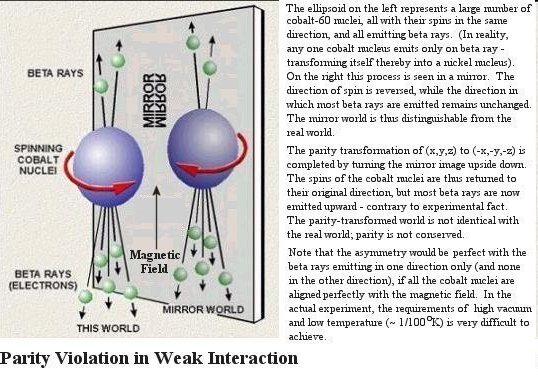 BETA RAYS
MIRROR
MIRROR
SPINNING
COBALT
NUCLEI
Magnetic
Field
BETA RAYS
(ELECTRONS)
MIRROR WORLD
THIS WORLD
The ellipsoid on the left represents a large number of
cobalt-60 nuclei, all with their spins in the same
direction, and all emitting beta rays. (In reality,
any one cobalt nucleus emits only on beta ray -
transforming itself thereby into a nickel nucleus).
On the right this process is seen in a mirror. The
direction of spin is reversed, while the direction in
which most beta rays are emitted remains unchanged.
The mirror world is thus distinguishable from the
real world.
The parity transformation of (x,y,z) to (-x,-y,-z) is
completed by turning the mirror image upside down.
The spins of the cobalt nuclei are thus returned to
their original direction, but most beta rays are now
emitted upward - contrary to experimental fact.
The parity-transformed world is not identical with
the real world; parity is not conserved.
Note that the asymmetry would be perfect with the
beta rays emitting in one direction only (and none
in the other direction), if all the cobalt nuclei are
aligned perfectly with the magnetic field. In the
actual experiment, the requirements of high vacuum
and low temperature (~ 1/100°K) is very difficult to
achieve.
Parity Violation in Weak Interaction